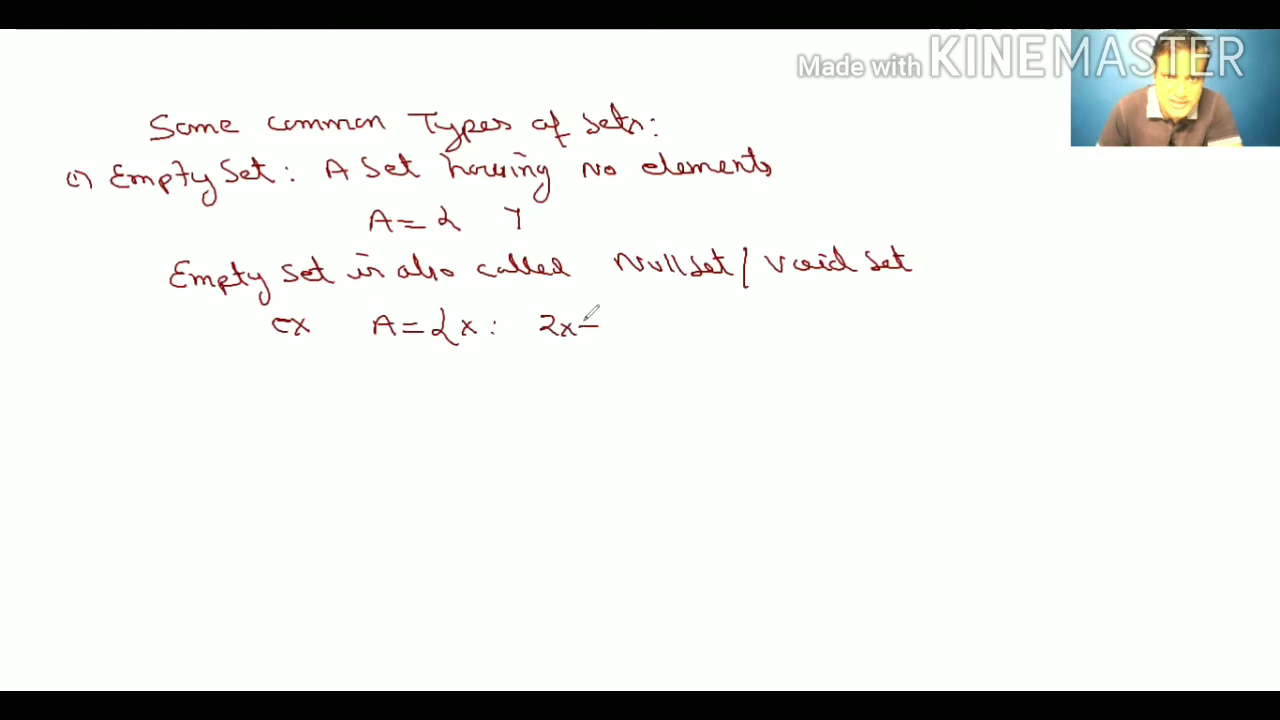 Made with KINEMASTER
Some common Types of sets:
(1) Empty Set: A Set having no elements
A = { }
Empty set is also called Null set / void set
ex A = { x : 2x-